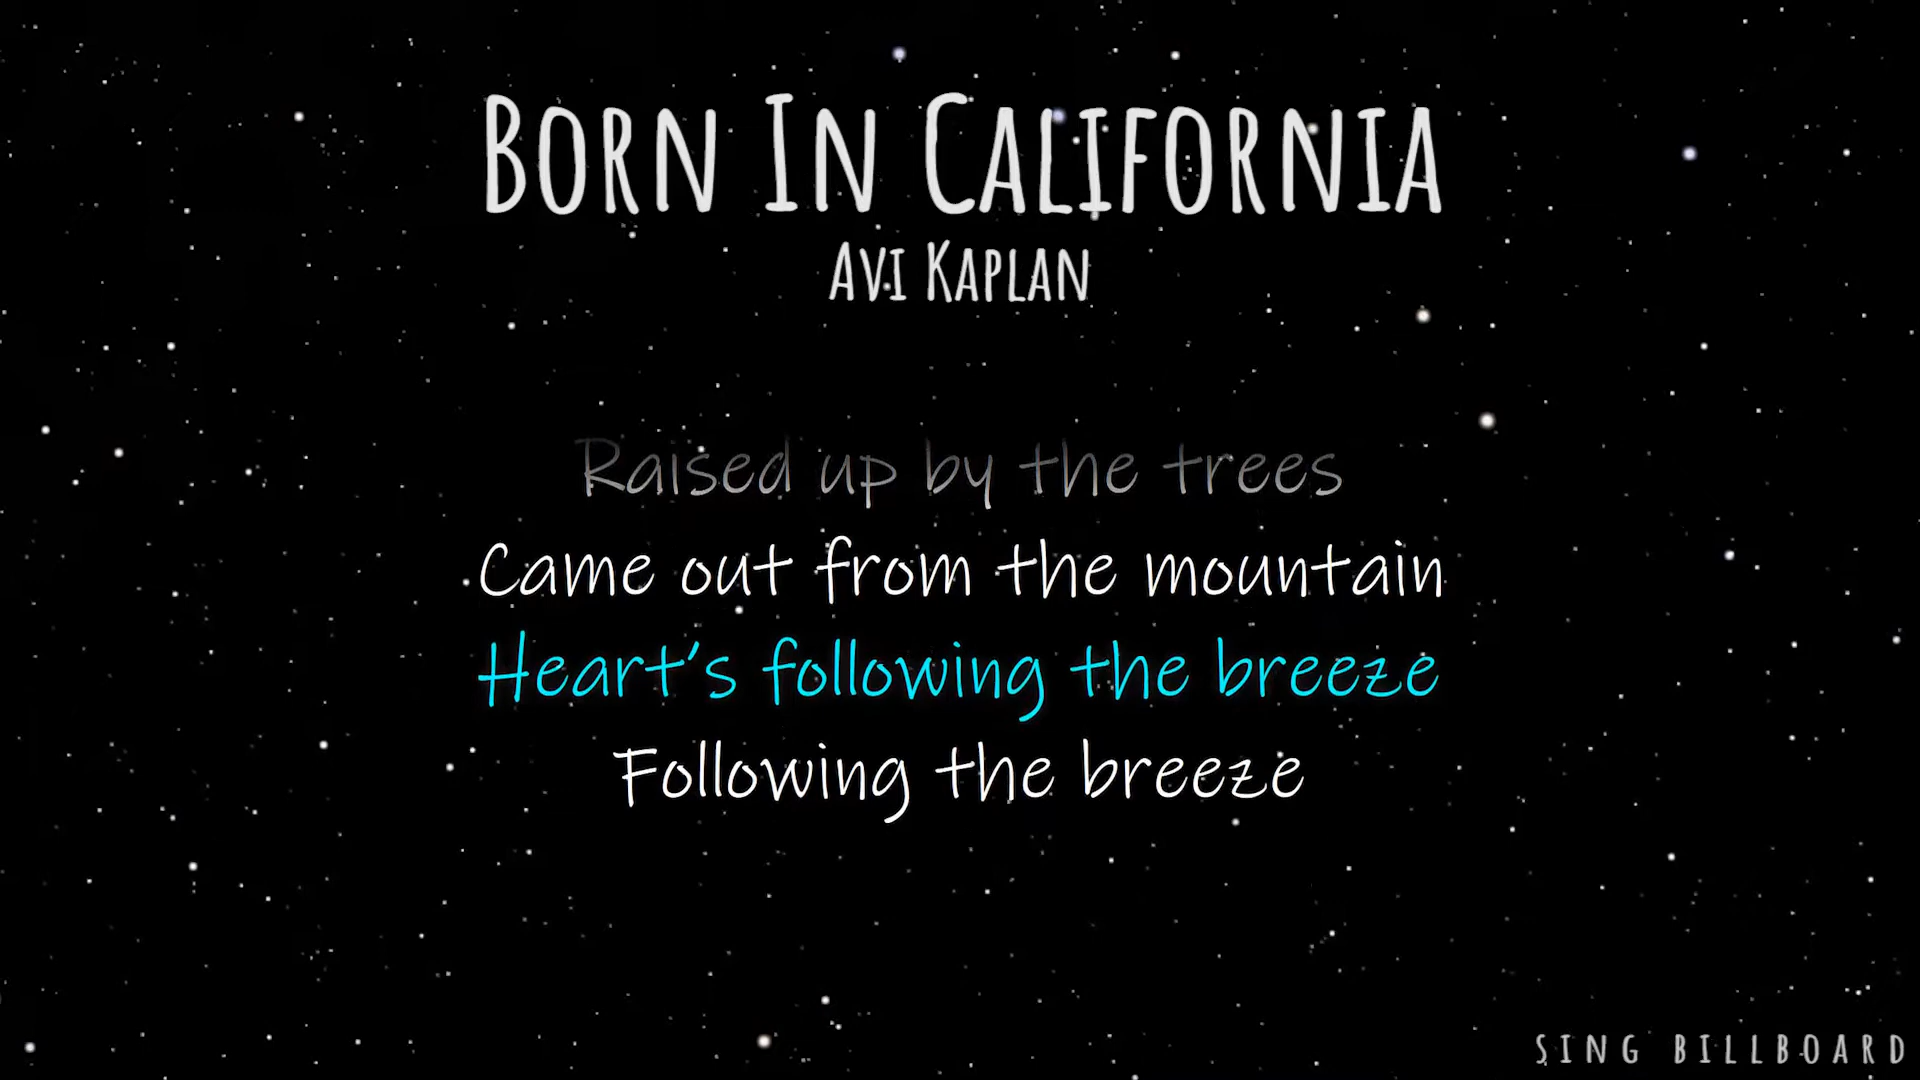 Born In California
Avi Kaplan
Raised up by the trees
Came out from the mountain
Heart's following the breeze
Following the breeze
SING BILLBOARD